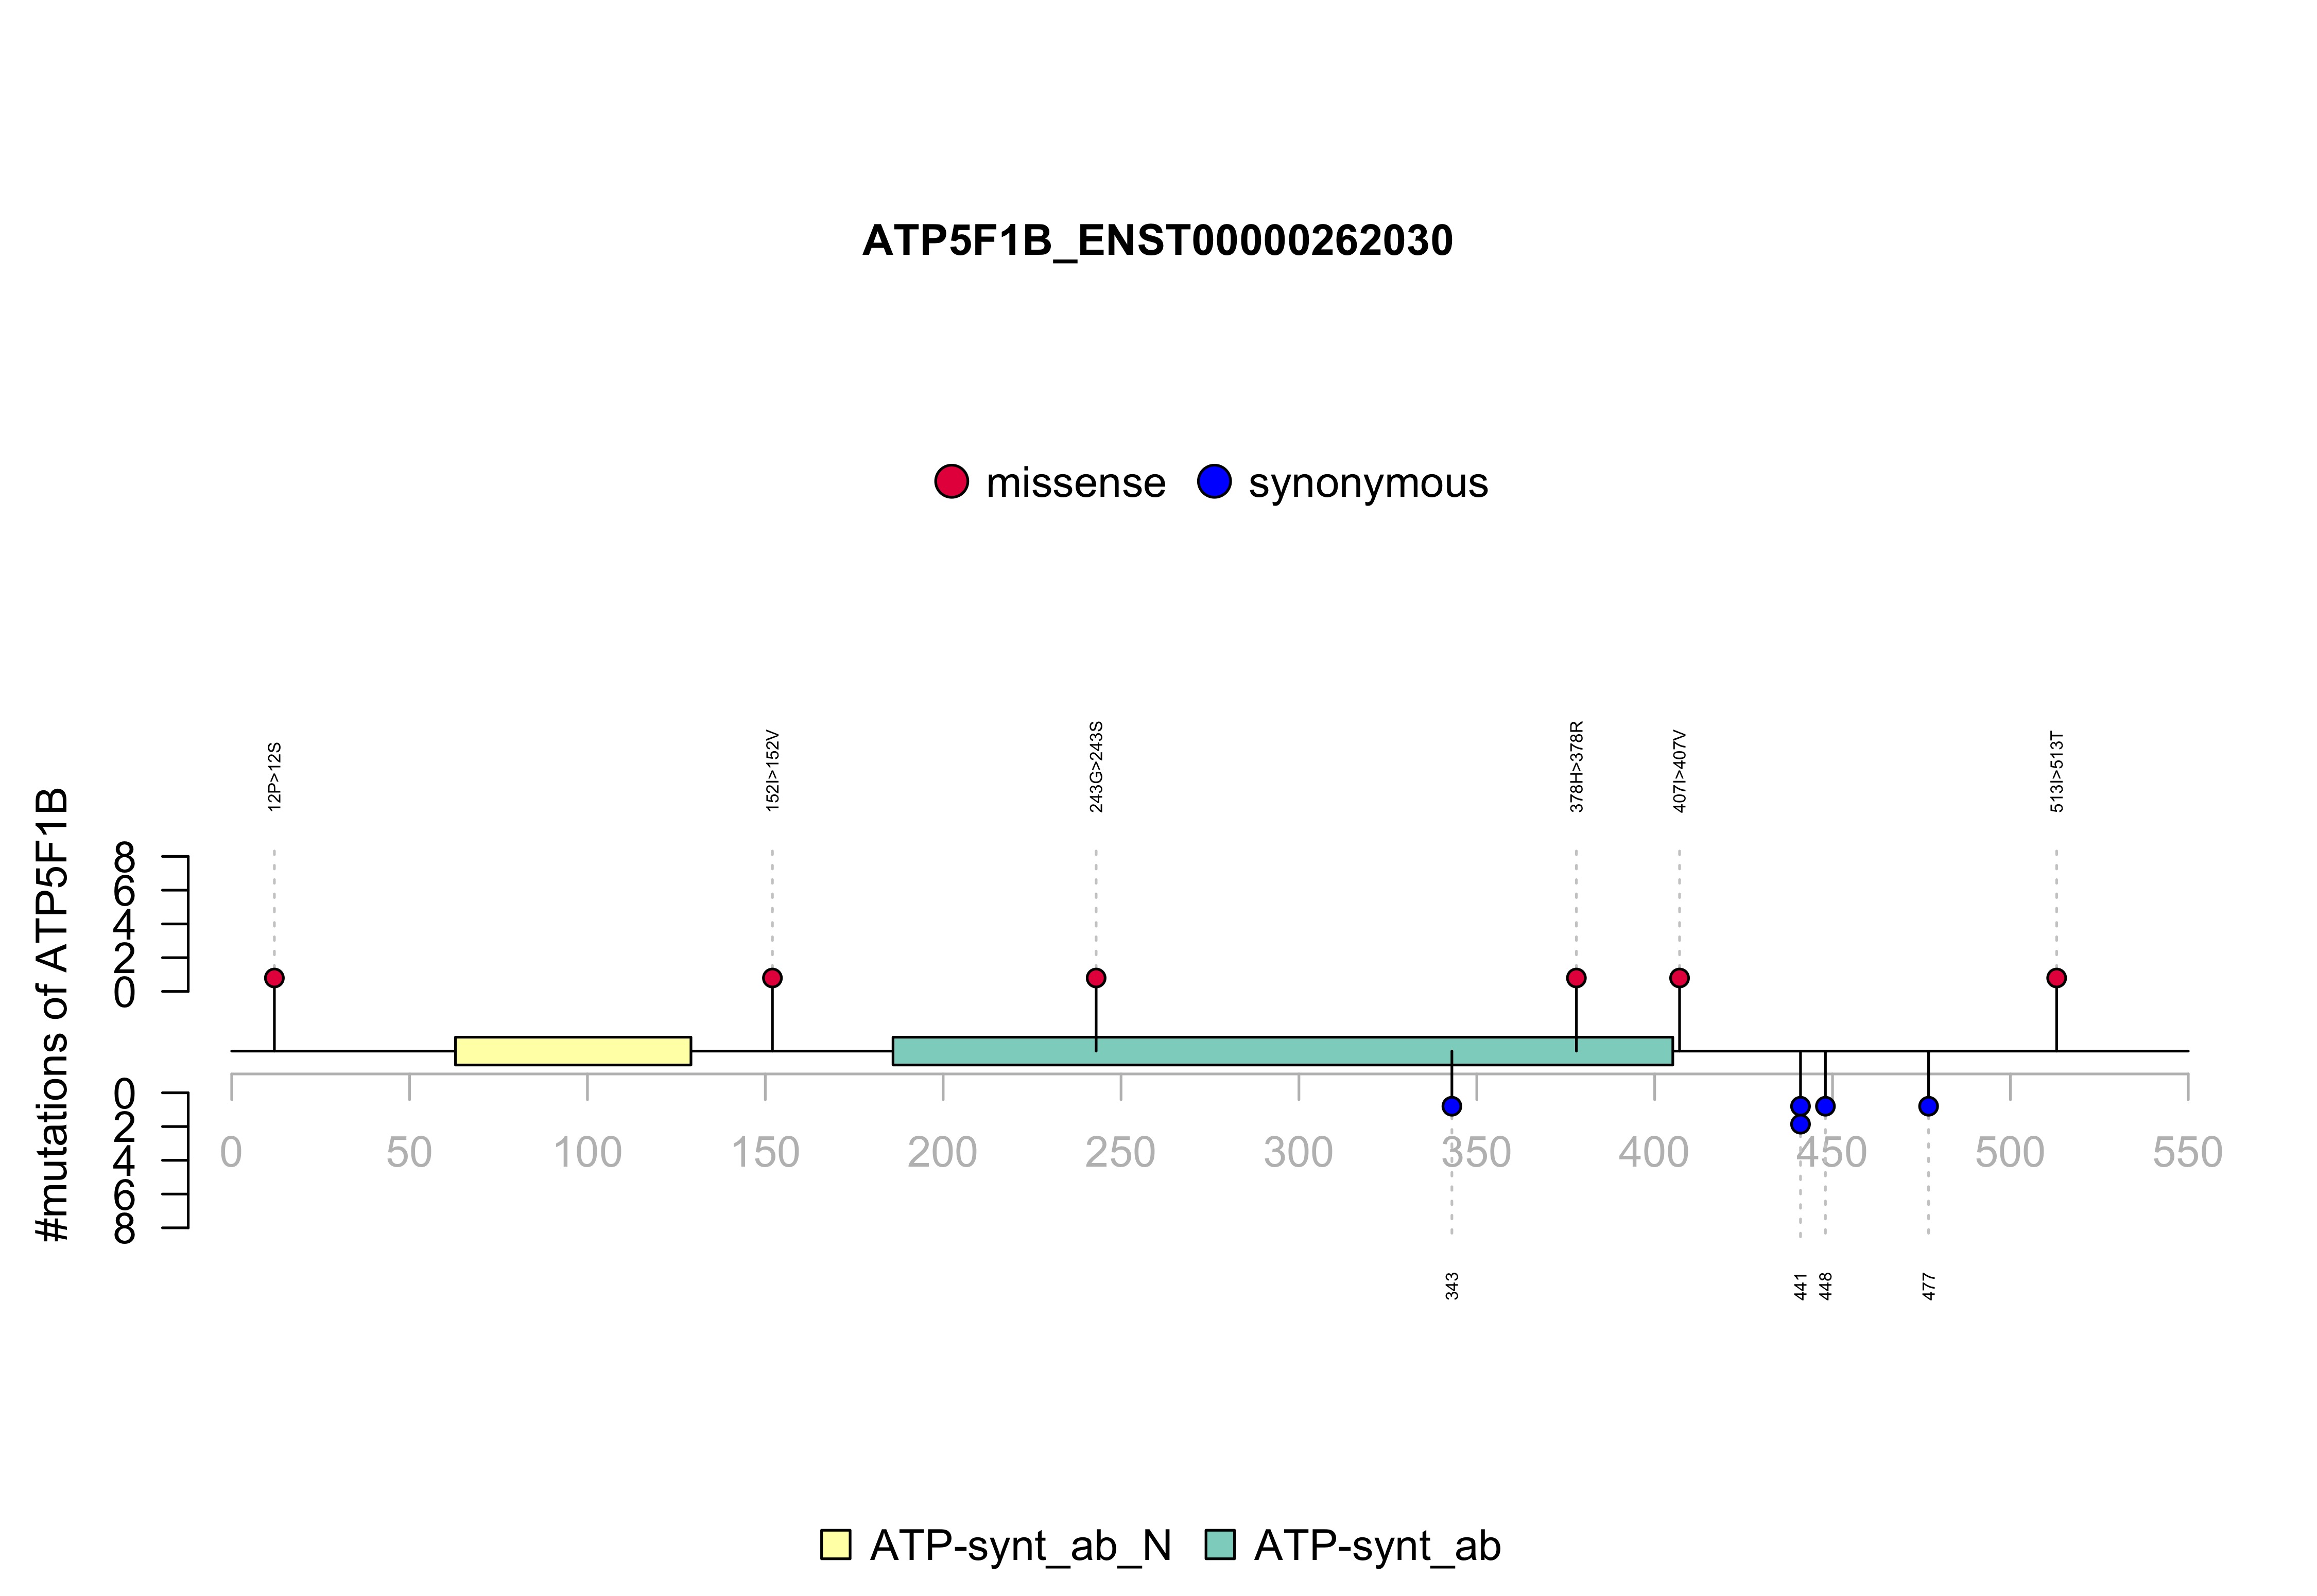 ATP5F1B_ENST00000262030
missense synonymous
12P>12S
152I>152V
243G>243S
378H>378R
407I>407V
513I>513T
#mutations of ATP5F1B
8
6
4
2
0
0
2
4
6
8
0 50 100 150 200 250 300 350 400 450 500 550
343
441
448
477
ATP-synt_ab_N ATP-synt_ab